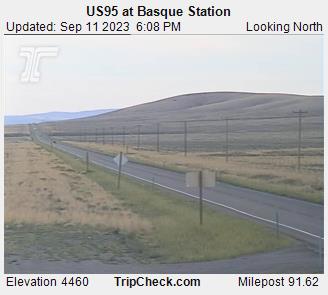 US95 at Basque Station
Updated: Sep 11 2023 6:08 PM Looking North
Elevation 4460 TripCheck.com Milepost 91.62